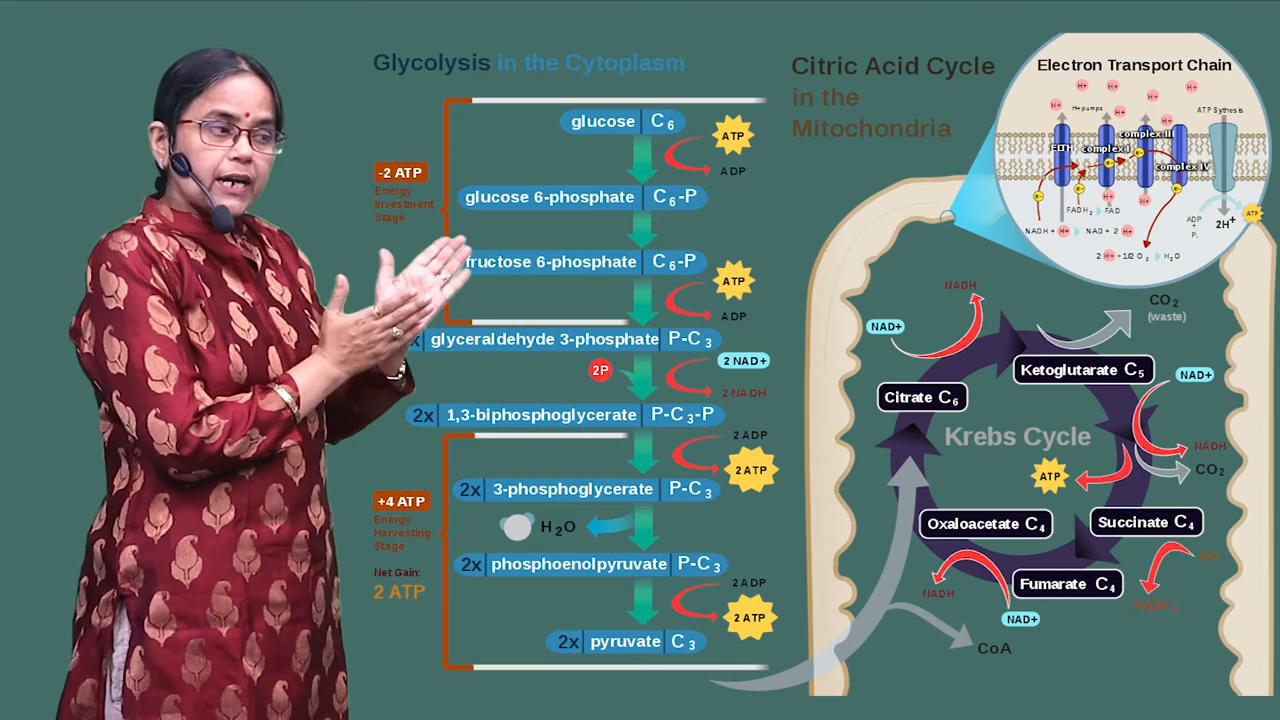 Glycolysis in the Cytoplasm
glucose C6
ATP
ADP
-2 ATP
Energy
Investment
Stage
glucose 6-phosphate C6-P
fructose 6-phosphate C6-P
ATP
ADP
glyceraldehyde 3-phosphate P-C3
2P
2 NAD+
2 NADH
2x 1,3-biphosphoglycerate P-C3-P
2 ADP
2 ATP
+4 ATP
Energy
Harvesting
Stage
Net Gain:
2 ATP
2x 3-phosphoglycerate P-C3
H2O
2x phosphoenolpyruvate P-C3
2 ADP
2 ATP
2x pyruvate C3
Citric Acid Cycle
in the
Mitochondria
Electron Transport Chain
H+ H+ H+
H+ H+
H+
H+ pumps
ATP Sythesis
complex III
complex I
complex IV
e- e-
e- e- e-
H+ H+
FADH2 FAD
NADH + H+ NAD + 2 H+
ADP
+
P.
2H+
ATP
2 H+ + 1/2 O2 H2O
NADH
NAD+
CO2
(waste)
Ketoglutarate C5
NAD+
Citrate C6
Krebs Cycle
NADH
CO2
ATP
Oxaloacetate C4
Succinate C4
Fumarate C4
NADH
NAD+
FADH2
CoA